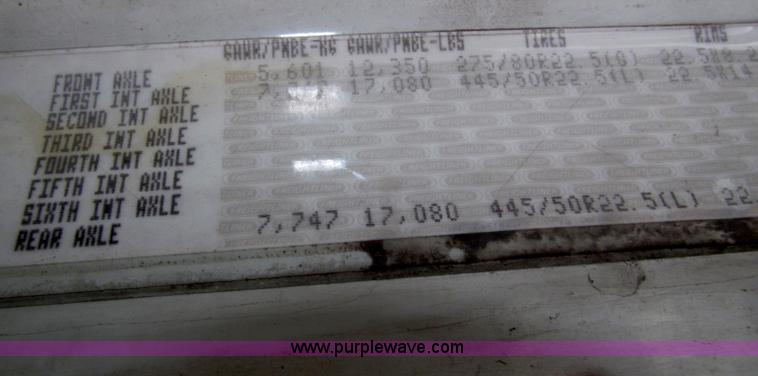 GAWR/PNBE-KG GAWR/PNBE-LBS TIRES RIMS
FRONT AXLE 5,601 12,350 275/80R22.5(G)
FIRST INT AXLE 17,080 445/50R22.5(L)
SECOND INT AXLE
THIRD INT AXLE
FOURTH INT AXLE
FIFTH INT AXLE
SIXTH INT AXLE
REAR AXLE 7,747 17,080 445/50R22.5(L)
www.purplewave.com